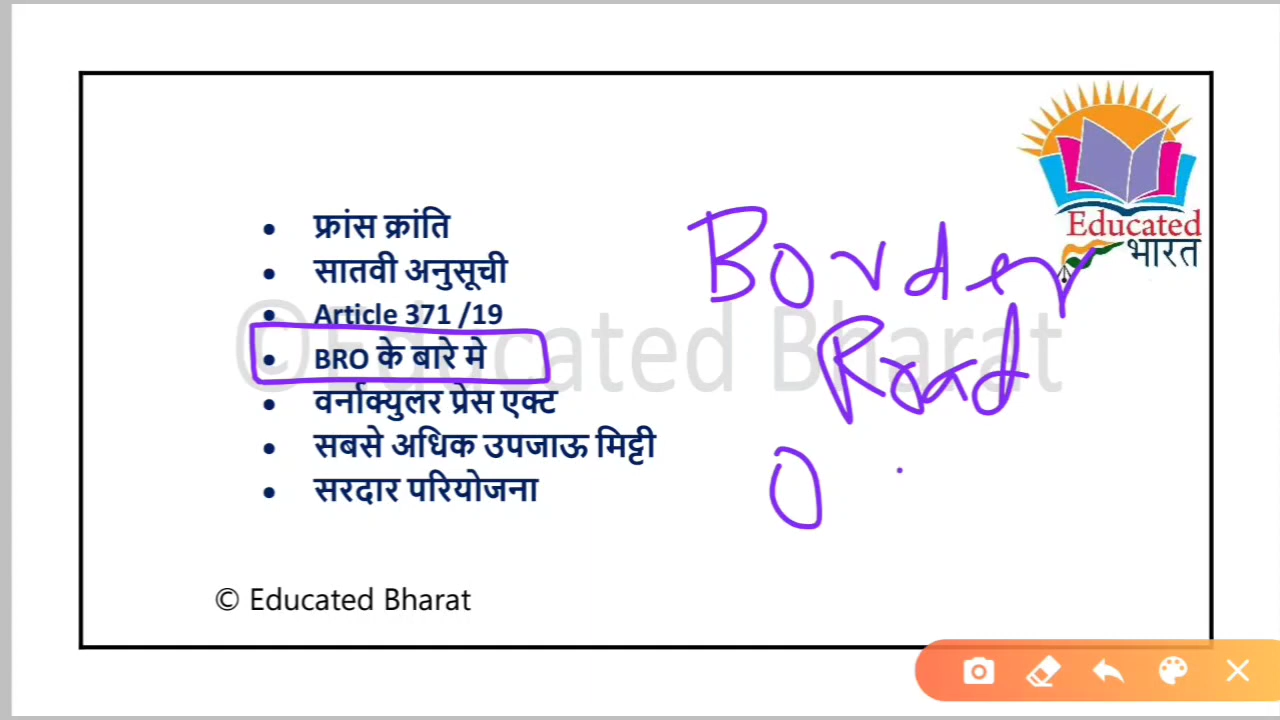 Educated
भारत
• फ्रांस क्रांति
• सातवी अनुसूची
• Article 371 /19
• BRO के बारे मे
• वर्नाक्युलर प्रेस एक्ट
• सबसे अधिक उपजाऊ मिट्टी
• सरदार परियोजना
Border
Road
O
©Educated Bharat
© Educated Bharat